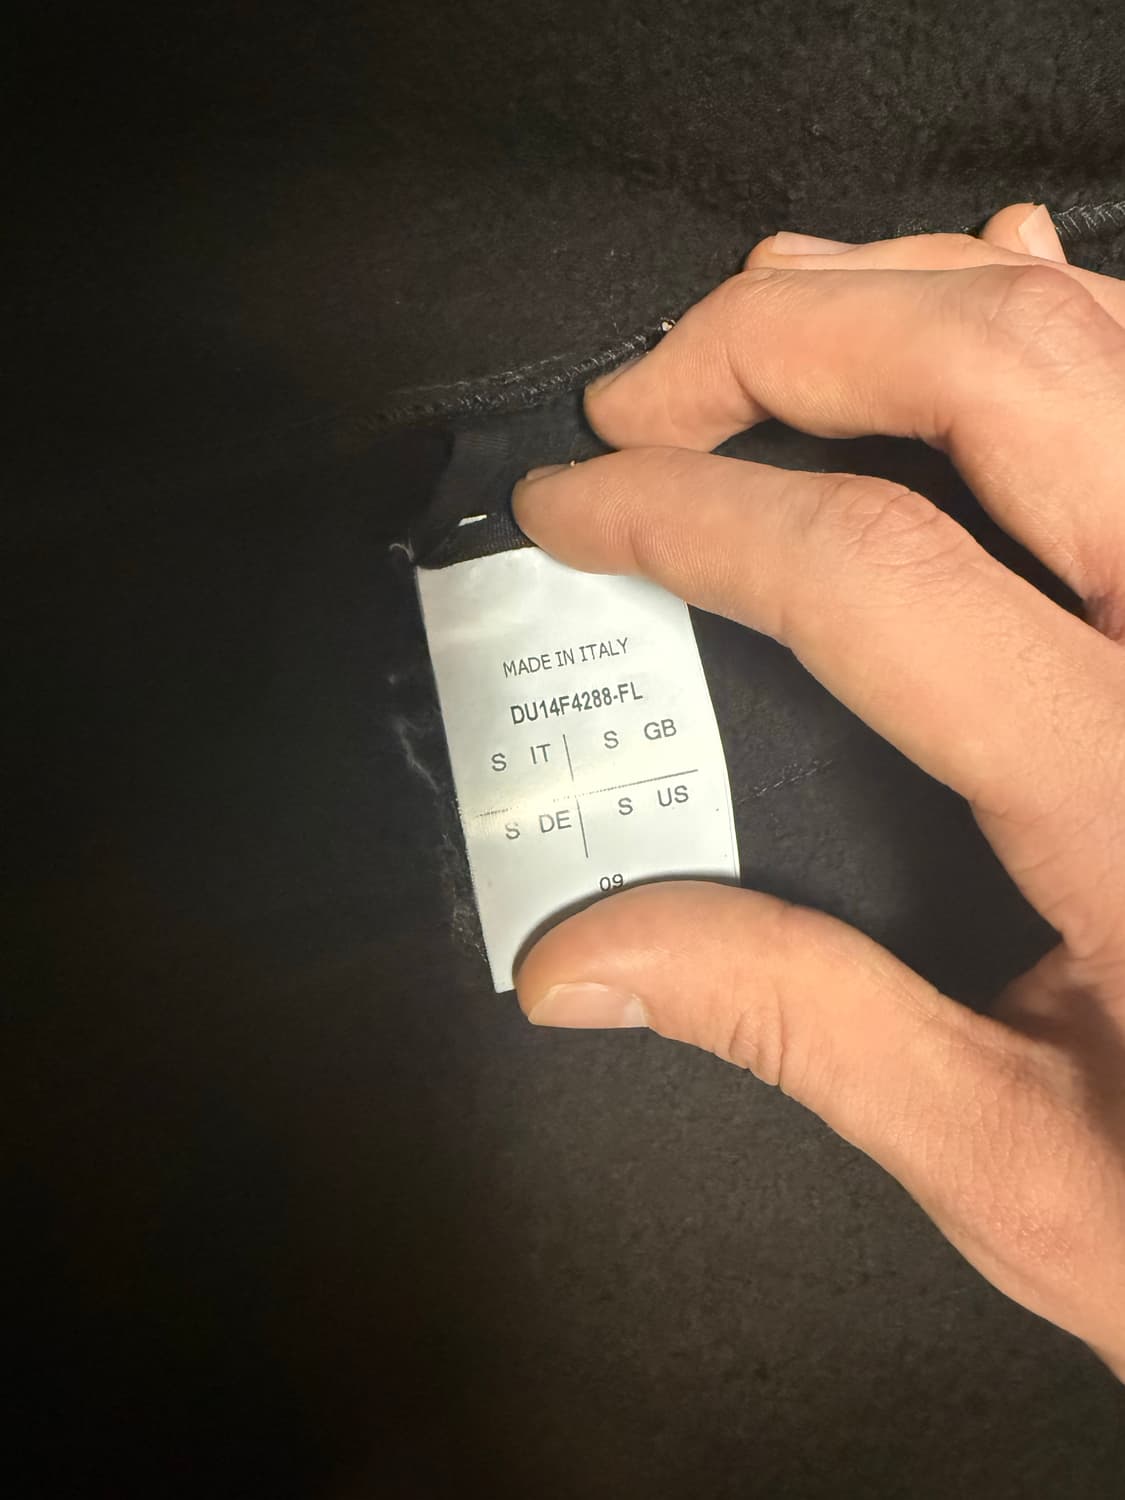 MADE IN ITALY
DU14F4288-FL
S IT | S GB
S DE | S US
09